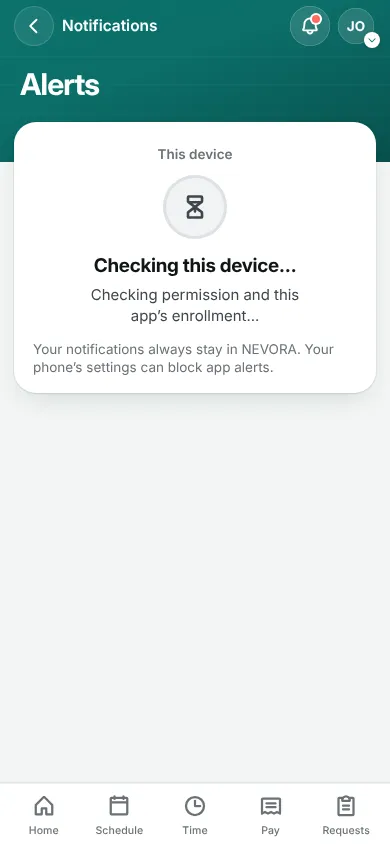 Notifications
JO
Alerts
This device
Checking this device...
Checking permission and this
app's enrollment...
Your notifications always stay in NEVORA. Your
phone's settings can block app alerts.
Home
Schedule
Time
Pay
Requests